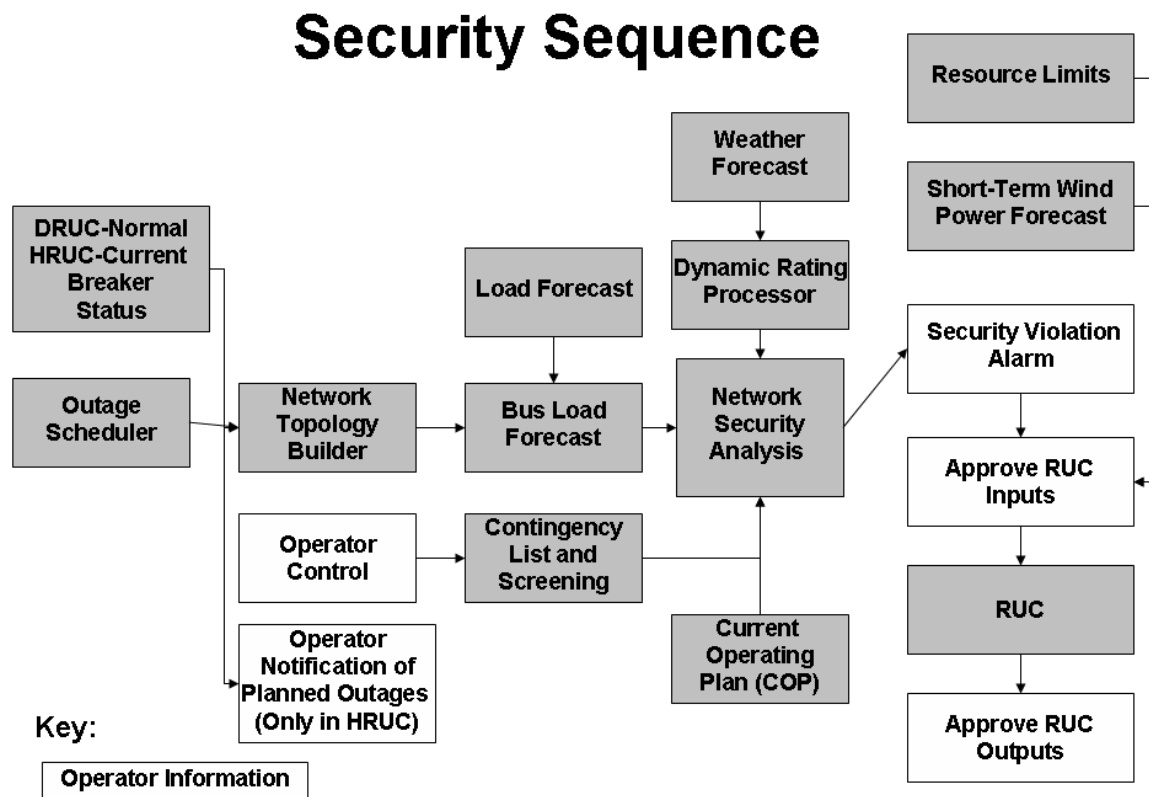 Security Sequence
Resource Limits
Weather
Forecast
Short-Term Wind
Power Forecast
DRUC-Normal
HRUC-Current
Breaker
Status
Load Forecast
Dynamic Rating
Processor
Security Violation
Alarm
Outage
Scheduler
Network
Topology
Builder
Bus Load
Forecast
Network
Security
Analysis
Approve RUC
Inputs
Operator
Control
Contingency
List and
Screening
RUC
Operator
Notification of
Planned Outages
(Only in HRUC)
Current
Operating
Plan (COP)
Approve RUC
Outputs
Key:
Operator Information